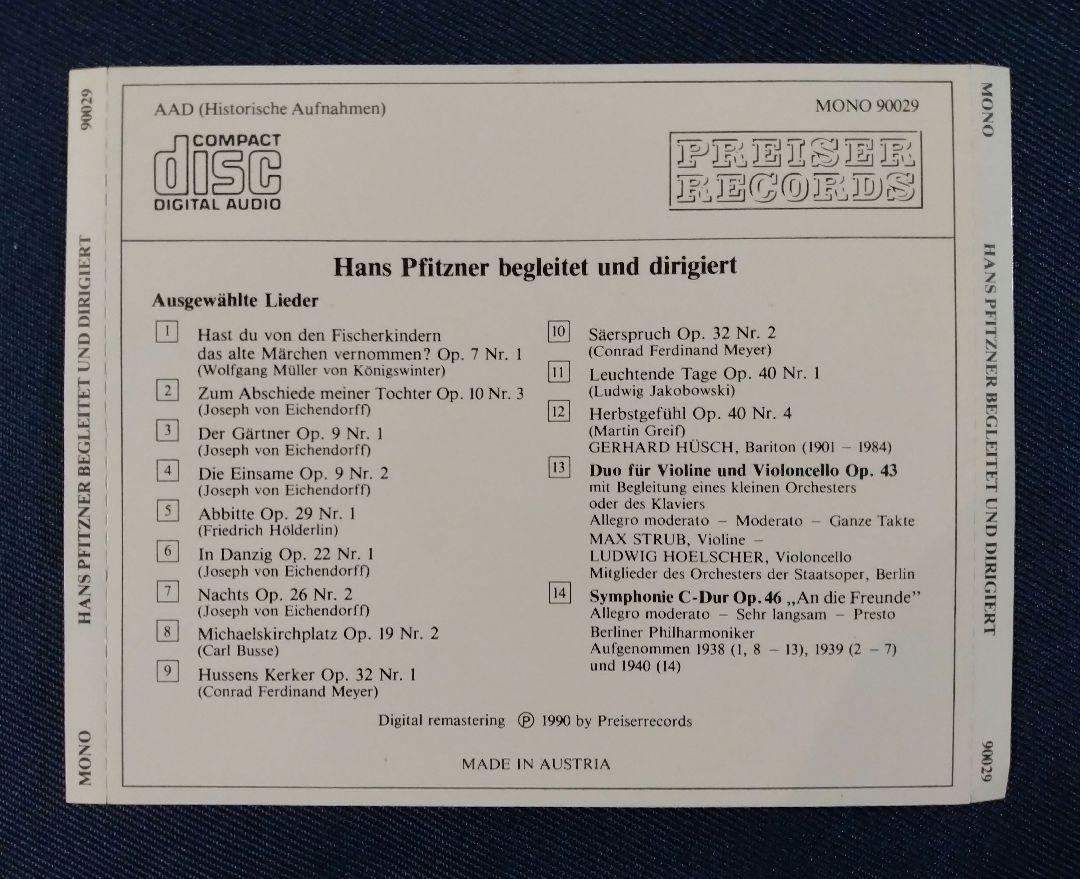 AAD (Historische Aufnahmen)
MONO 90029
COMPACT
disc
DIGITAL AUDIO
PREISER
RECORDS
Hans Pfitzner begleitet und dirigiert
Ausgewählte Lieder
1 Hast du von den Fischerkindern
das alte Märchen vernommen? Op. 7 Nr. 1
(Wolfgang Müller von Königswinter)
2 Zum Abschiede meiner Tochter Op. 10 Nr. 3
(Joseph von Eichendorff)
3 Der Gärtner Op. 9 Nr. 1
(Joseph von Eichendorff)
4 Die Einsame Op. 9 Nr. 2
(Joseph von Eichendorff)
5 Abbitte Op. 29 Nr. 1
(Friedrich Hölderlin)
6 In Danzig Op. 22 Nr. 1
(Joseph von Eichendorff)
7 Nachts Op. 26 Nr. 2
(Joseph von Eichendorff)
8 Michaelskirchplatz Op. 19 Nr. 2
(Carl Busse)
9 Hussens Kerker Op. 32 Nr. 1
(Conrad Ferdinand Meyer)
10 Säerspruch Op. 32 Nr. 2
(Conrad Ferdinand Meyer)
11 Leuchtende Tage Op. 40 Nr. 1
(Ludwig Jakobowski)
12 Herbstgefühl Op. 40 Nr. 4
(Martin Greif)
GERHARD HÜSCH, Bariton (1901 – 1984)
13 Duo für Violine und Violoncello Op. 43
mit Begleitung eines kleinen Orchesters
oder des Klaviers
Allegro moderato – Moderato – Ganze Takte
MAX STRUB, Violine –
LUDWIG HOELSCHER, Violoncello
Mitglieder des Orchesters der Staatsoper, Berlin
14 Symphonie C-Dur Op. 46 „An die Freunde”
Allegro moderato – Sehr langsam – Presto
Berliner Philharmoniker
Aufgenommen 1938 (1, 8 – 13), 1939 (2 – 7)
und 1940 (14)
Digital remastering Ⓟ 1990 by Preiserrecords
MADE IN AUSTRIA
MONO HANS PFITZNER BEGLEITET UND DIRIGIERT 90029
MONO HANS PFITZNER BEGLEITET UND DIRIGIERT 90029